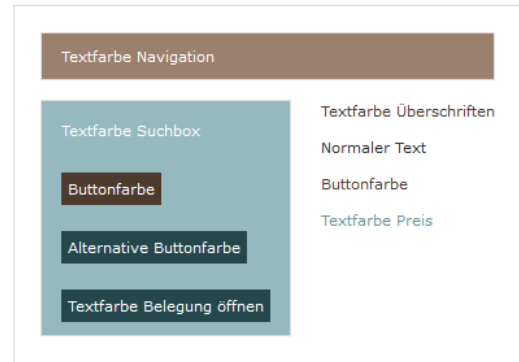 Textfarbe Navigation
Textfarbe Suchbox
Buttonfarbe
Alternative Buttonfarbe
Textfarbe Belegung öffnen
Textfarbe Überschriften
Normaler Text
Buttonfarbe
Textfarbe Preis